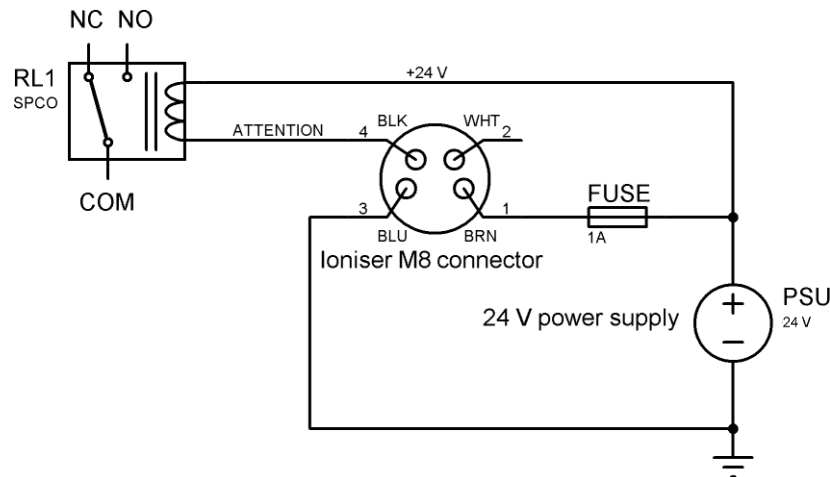 NC NO
RL1
SPCO
+24 V
ATTENTION
4
BLK
WHT
2
COM
3
BLU
BRN
1
FUSE
1A
Ioniser M8 connector
24 V power supply
+
−
PSU
24 V